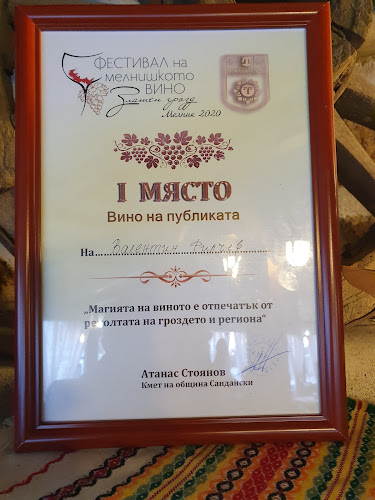 ФЕСТИВАЛ на
мелнишкото
ВИНО
Златен грозд
Мелник 2020
I МЯСТО
Вино на публиката
На Валентин
„Магията на виното е отпечатък от
реколтата на гроздето и региона“
Атанас Стоянов
Кмет на община Сандански